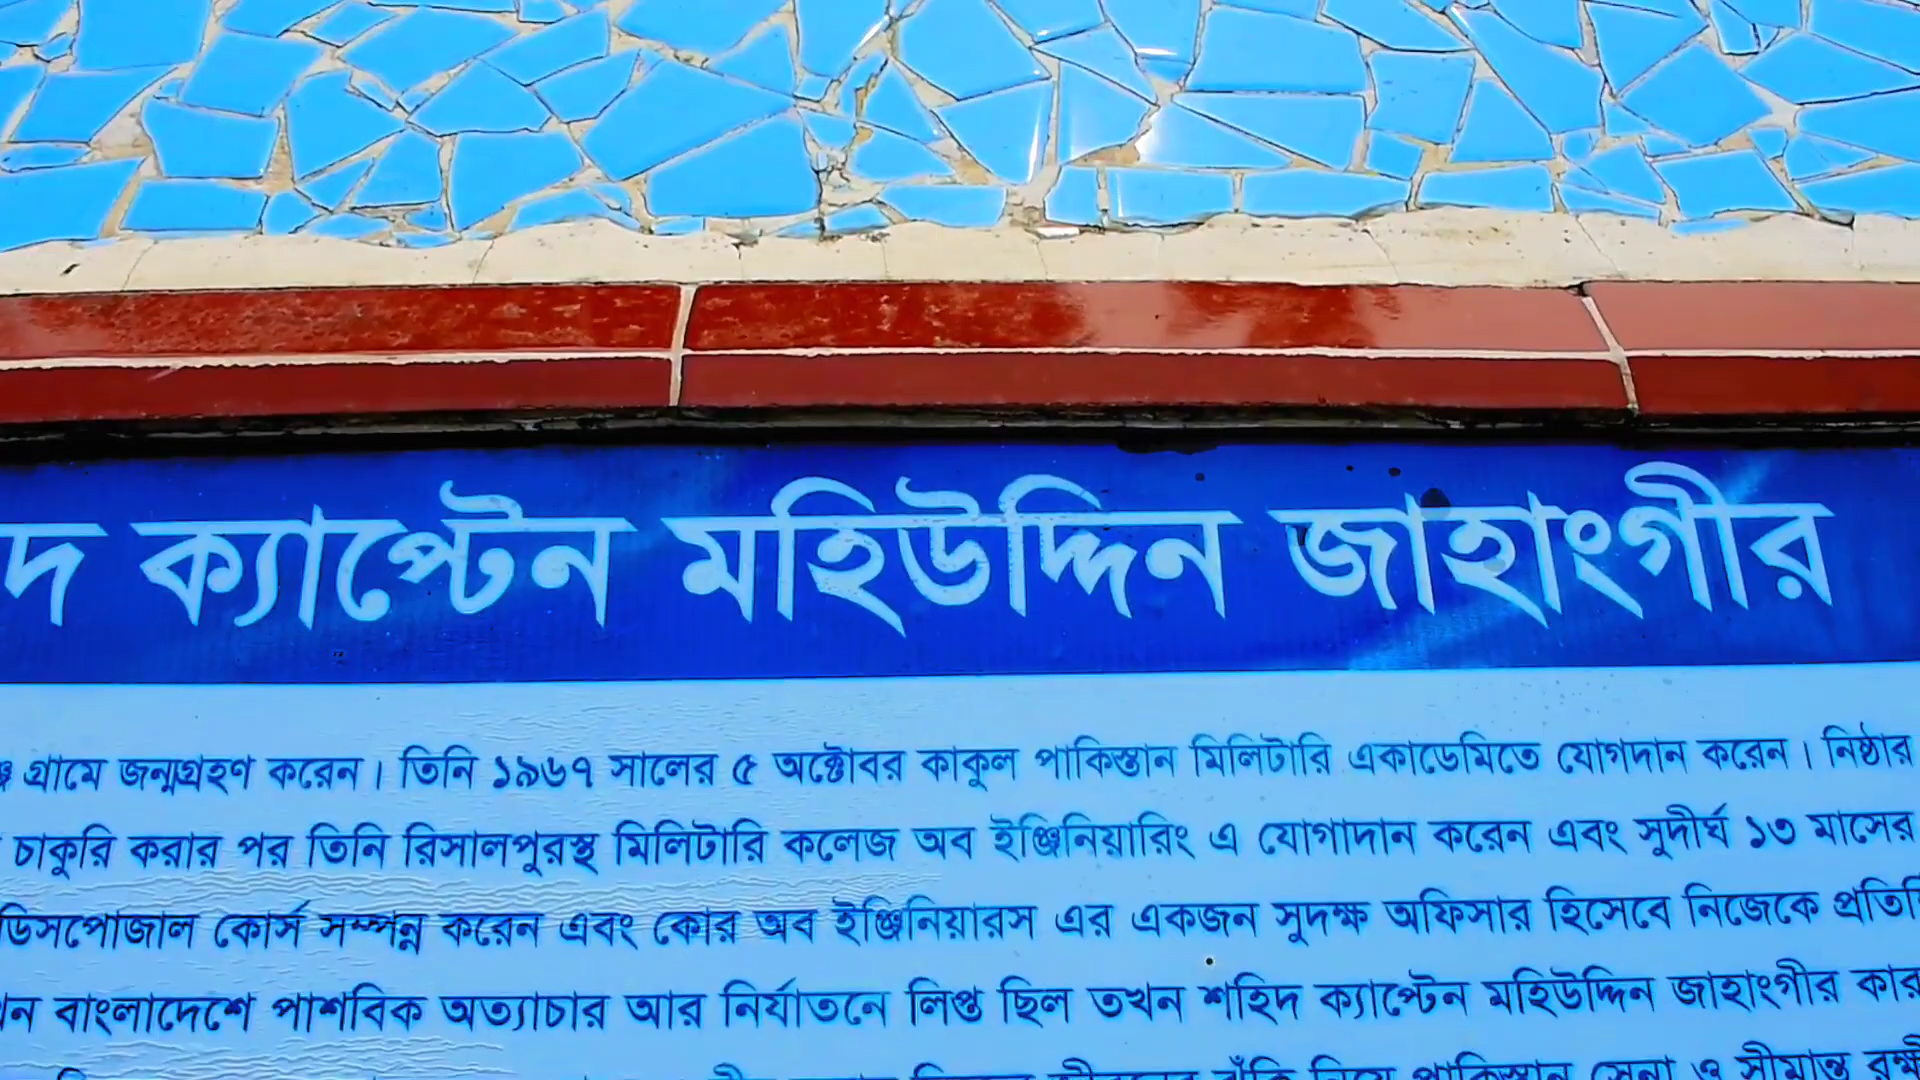 ক্যাপ্টেন মহিউদ্দিন জাহাংগীর
গ্রামে জন্মগ্রহণ করেন। তিনি ১৯৬৭ সালের ৫ অক্টোবর কাকুল পাকিস্তান মিলিটারি একাডেমিতে যোগদান করেন। নিষ্ঠার
চাকুরি করার পর তিনি রিসালপুরস্থ মিলিটারি কলেজ অব ইঞ্জিনিয়ারিং এ যোগাদান করেন এবং সুদীর্ঘ ১৩ মাসের
ডিসপোজাল কোর্স সম্পন্ন করেন এবং কোর অব ইঞ্জিনিয়ারস এর একজন সুদক্ষ অফিসার হিসেবে নিজেকে
বাংলাদেশে পাশবিক অত্যাচার আর নির্যাতনে লিপ্ত ছিল তখন শহিদ ক্যাপ্টেন মহিউদ্দিন জাহাংগীর
পাকিস্তান সেনা ও সীমান্ত